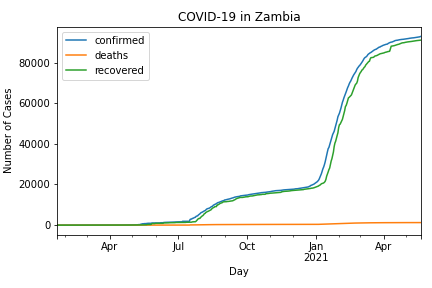 COVID-19 in Zambia
confirmed
deaths
recovered
Number of Cases
80000
60000
40000
20000
0
Apr
Jul
Oct
Jan
2021
Apr
Day